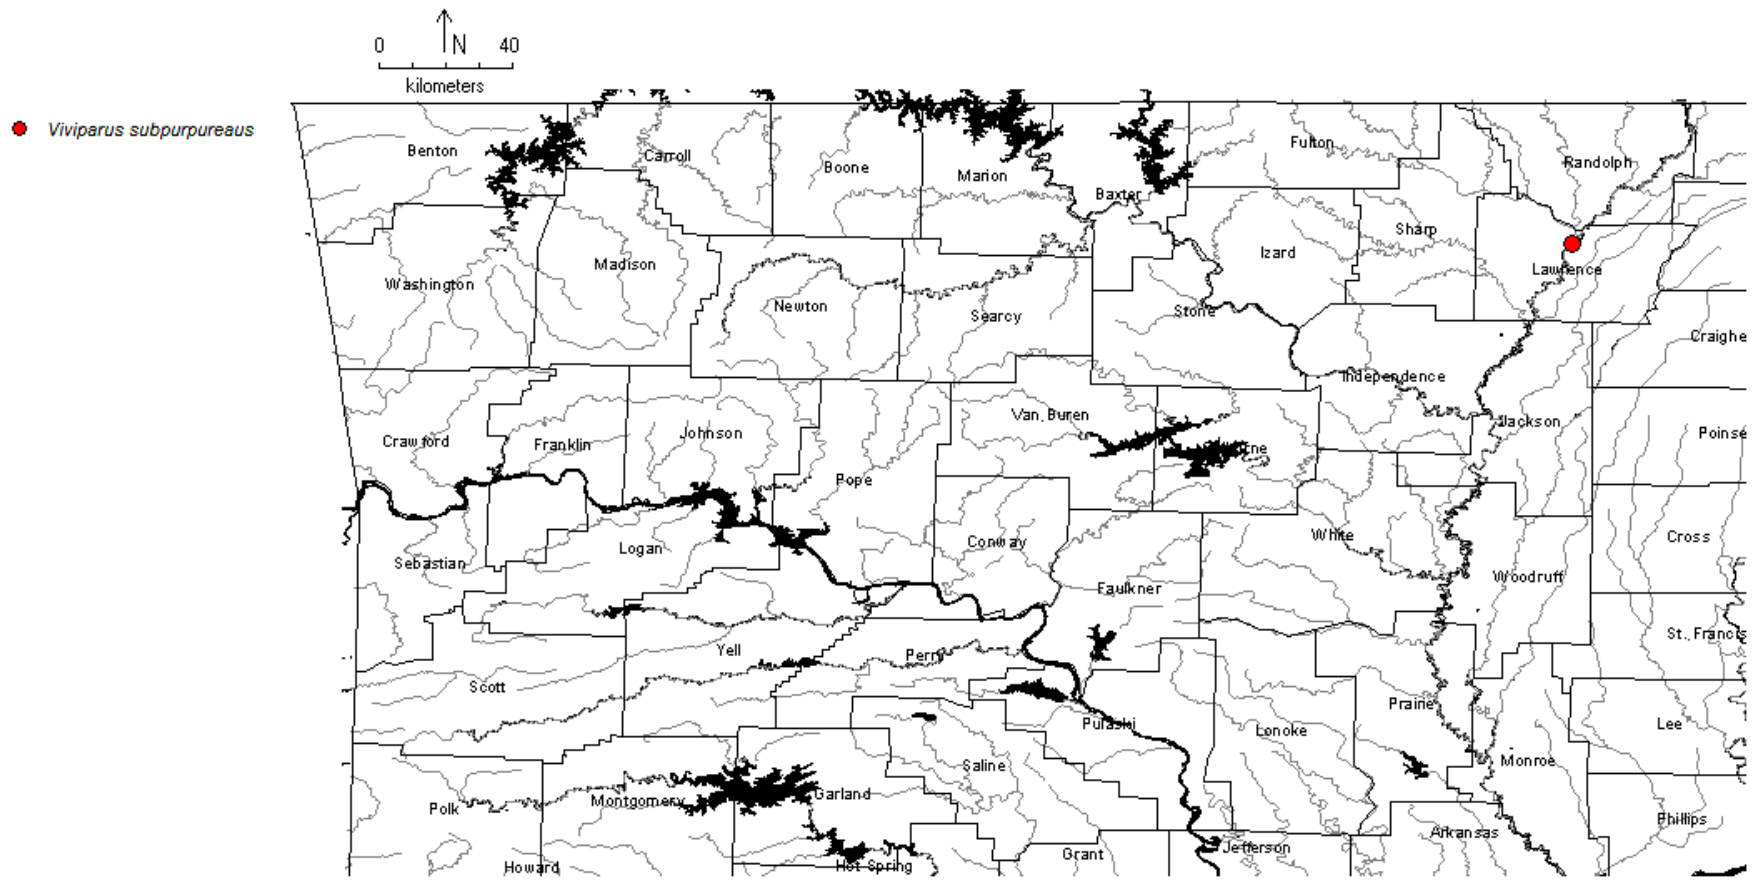 0 N 40
kilometers
Viviparus subpurpureaus
Benton
Carroll
Boone
Marion
Baxter
Fulton
Randolph
Washington
Madison
Newton
Searcy
Stone
Izard
Sharp
Lawrence
Craighe
Crawford
Franklin
Johnson
Pope
Van Buren
rne
Independence
Jackson
Poinse
Sebastian
Logan
Conway
Faulkner
White
Woodruff
Cross
Scott
Yell
Perry
Pulaski
Lonoke
Prairie
St. Francis
Lee
Polk
Montgomery
Garland
Saline
Monroe
Howard
Hot Spring
Grant
Jefferson
Arkansas
Phillips